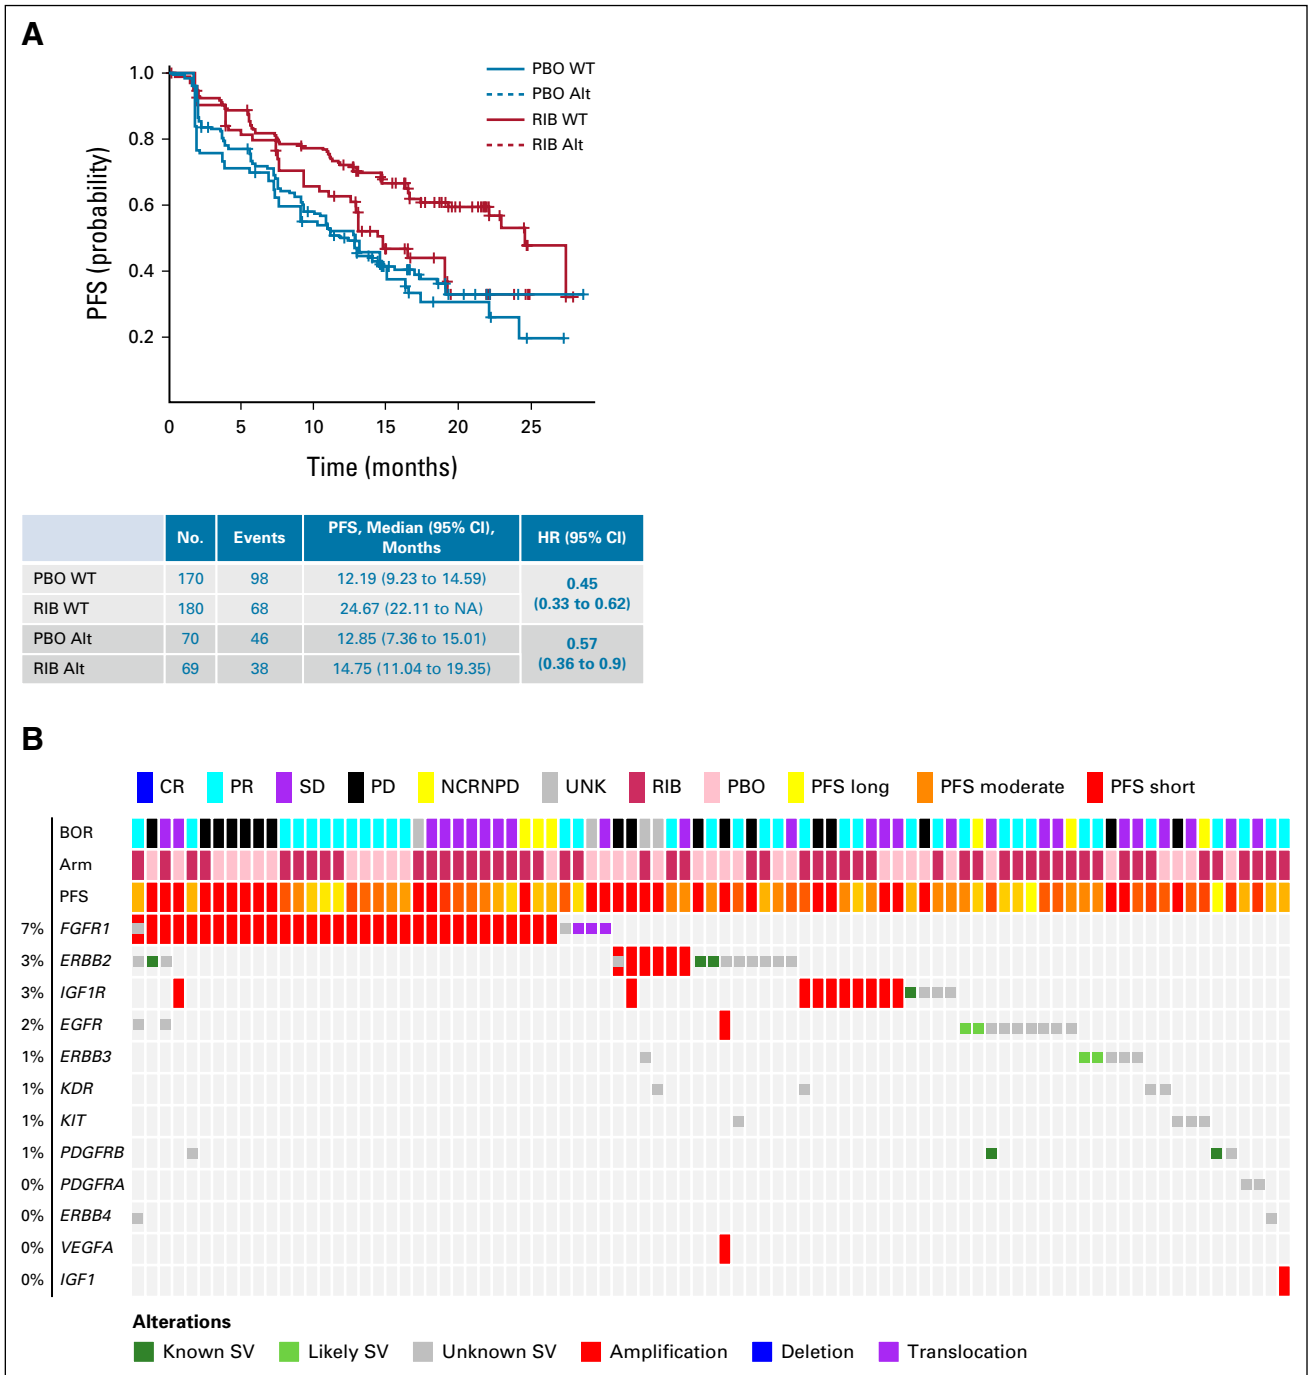 A
1.0
0.8
0.6
0.4
0.2
PFS (probability)
0 5 10 15 20 25
Time (months)
PBO WT
PBO Alt
RIB WT
RIB Alt
No. Events PFS, Median (95% CI), Months HR (95% CI)
PBO WT 170 98 12.19 (9.23 to 14.59) 0.45 (0.33 to 0.62)
RIB WT 180 68 24.67 (22.11 to NA)
PBO Alt 70 46 12.85 (7.36 to 15.01) 0.57 (0.36 to 0.9)
RIB Alt 69 38 14.75 (11.04 to 19.35)
B
CR PR SD PD NCRNPD UNK RIB PBO PFS long PFS moderate PFS short
BOR
Arm
PFS
7% FGFR1
3% ERBB2
3% IGF1R
2% EGFR
1% ERBB3
1% KDR
1% KIT
1% PDGFRB
0% PDGFRA
0% ERBB4
0% VEGFA
0% IGF1
Alterations
Known SV Likely SV Unknown SV Amplification Deletion Translocation